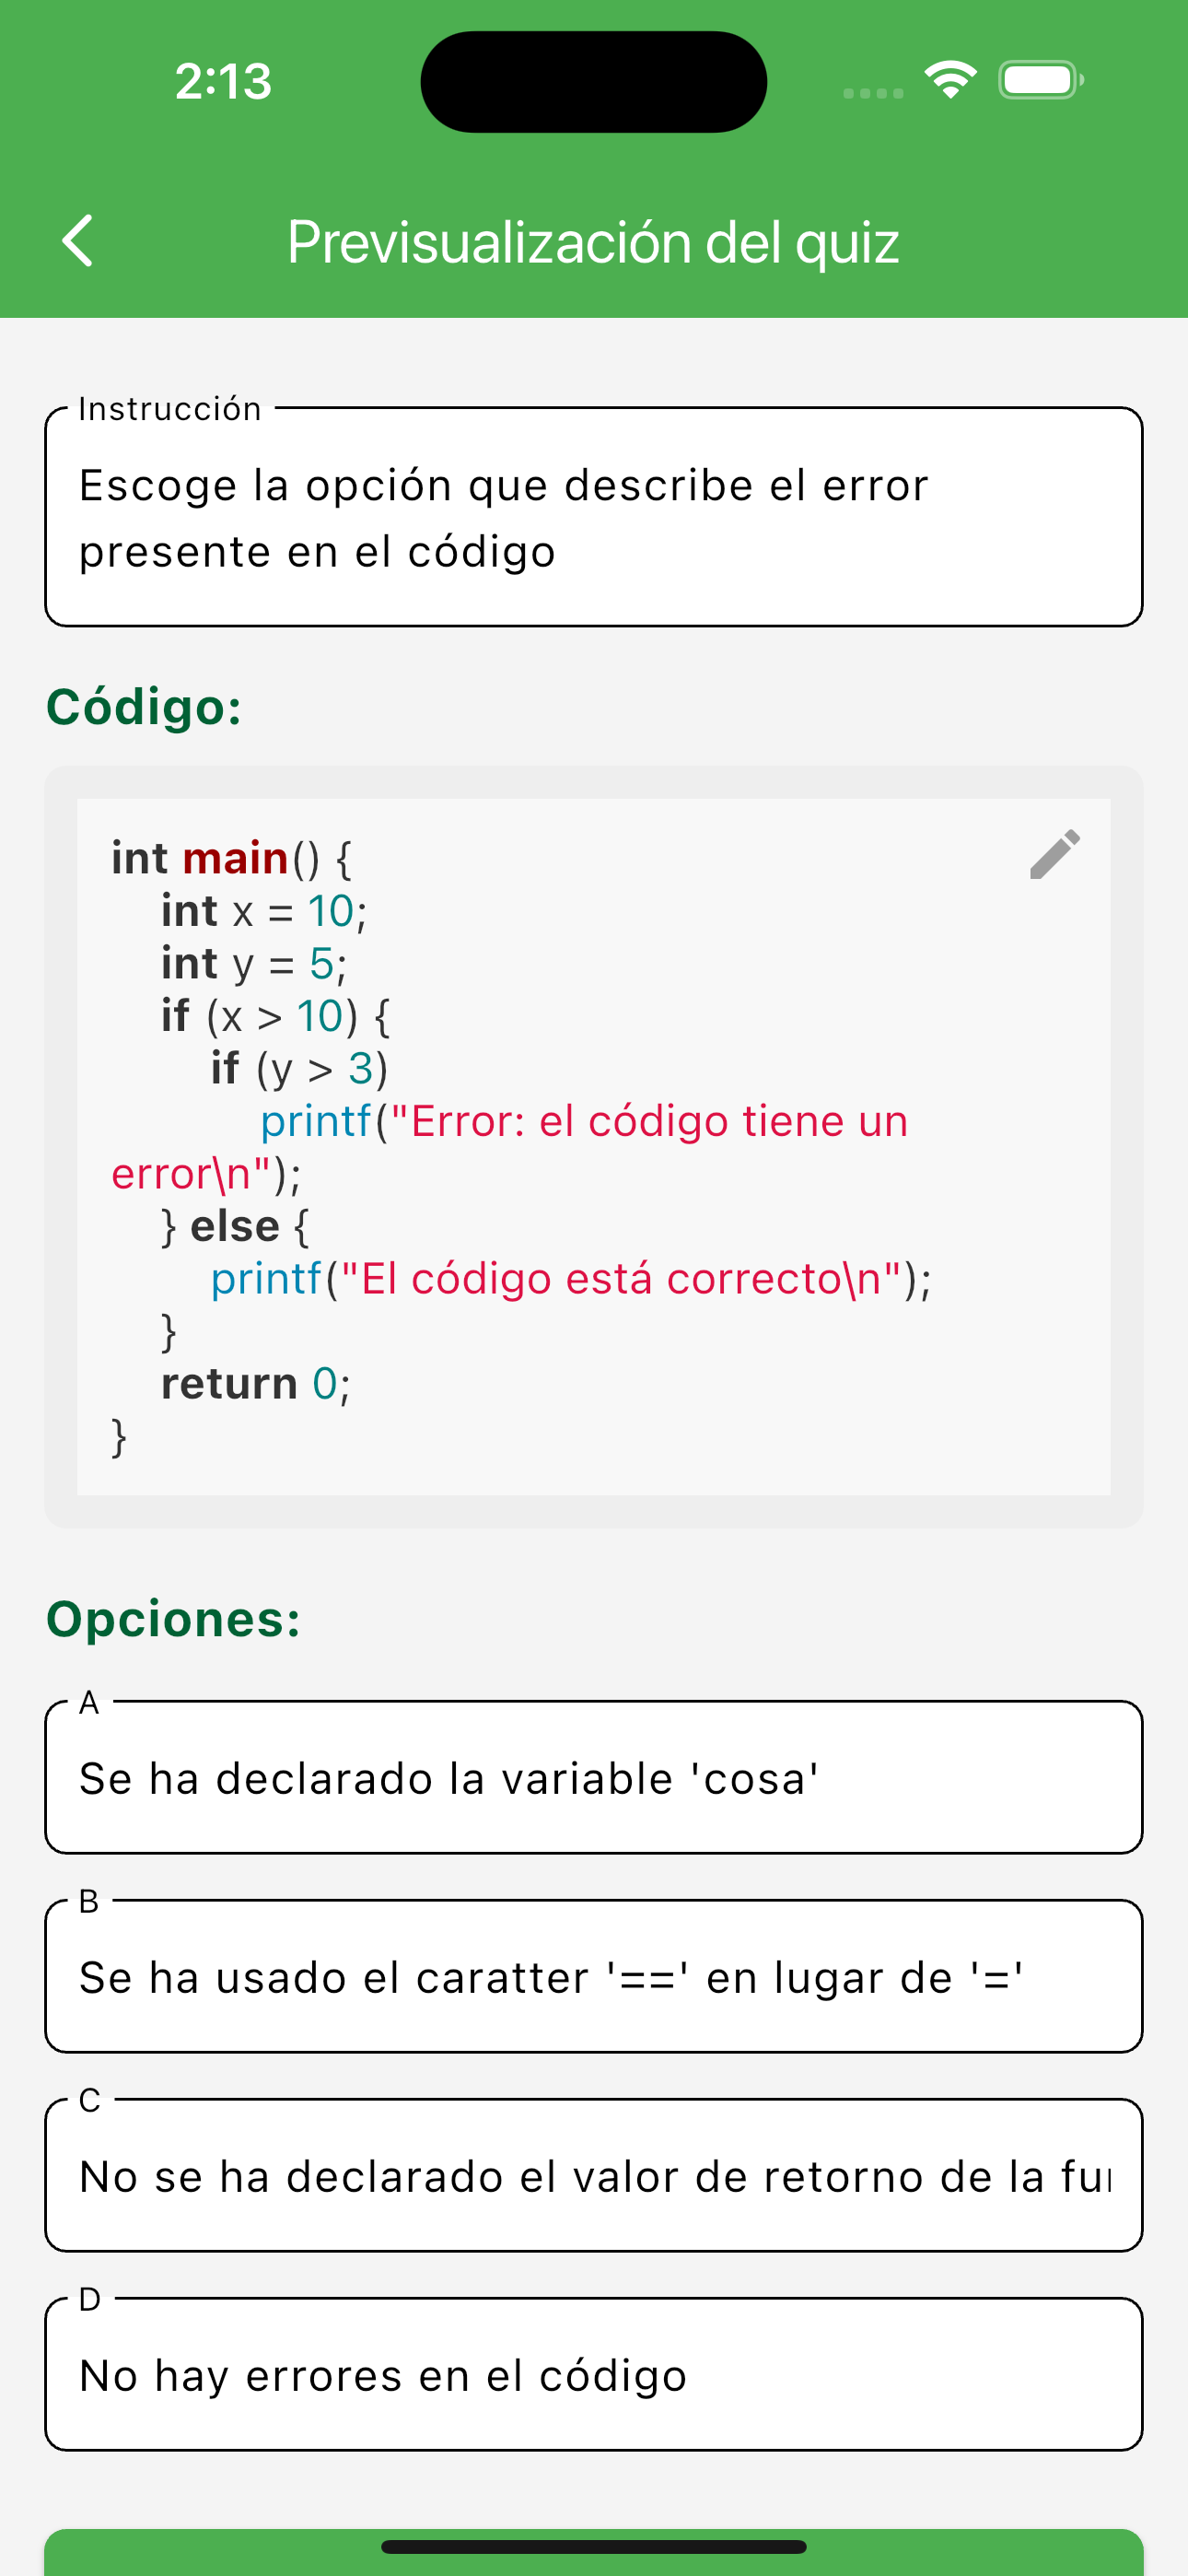 2:13
Previsualización del quiz
Instrucción
Escoge la opción que describe el error
presente en el código
Código:
int main() {
int x = 10;
int y = 5;
if (x > 10) {
if (y > 3)
printf("Error: el código tiene un
error\n");
} else {
printf("El código está correcto\n");
}
return 0;
}
Opciones:
A
Se ha declarado la variable 'cosa'
B
Se ha usado el caratter '==' en lugar de '='
C
No se ha declarado el valor de retorno de la
D
No hay errores en el código